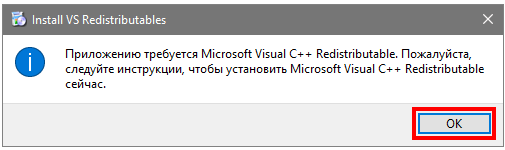 Install VS Redistributables
Приложению требуется Microsoft Visual C++ Redistributable. Пожалуйста,
следуйте инструкции, чтобы установить Microsoft Visual C++ Redistributable
сейчас.
OK